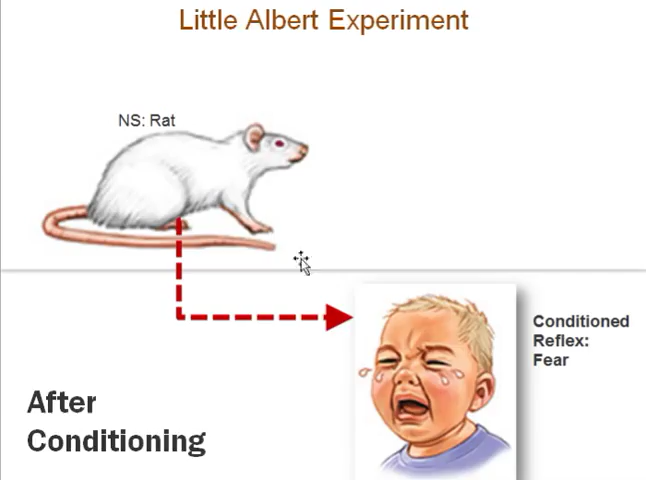 Little Albert Experiment
NS: Rat
Conditioned
Reflex:
Fear
After
Conditioning